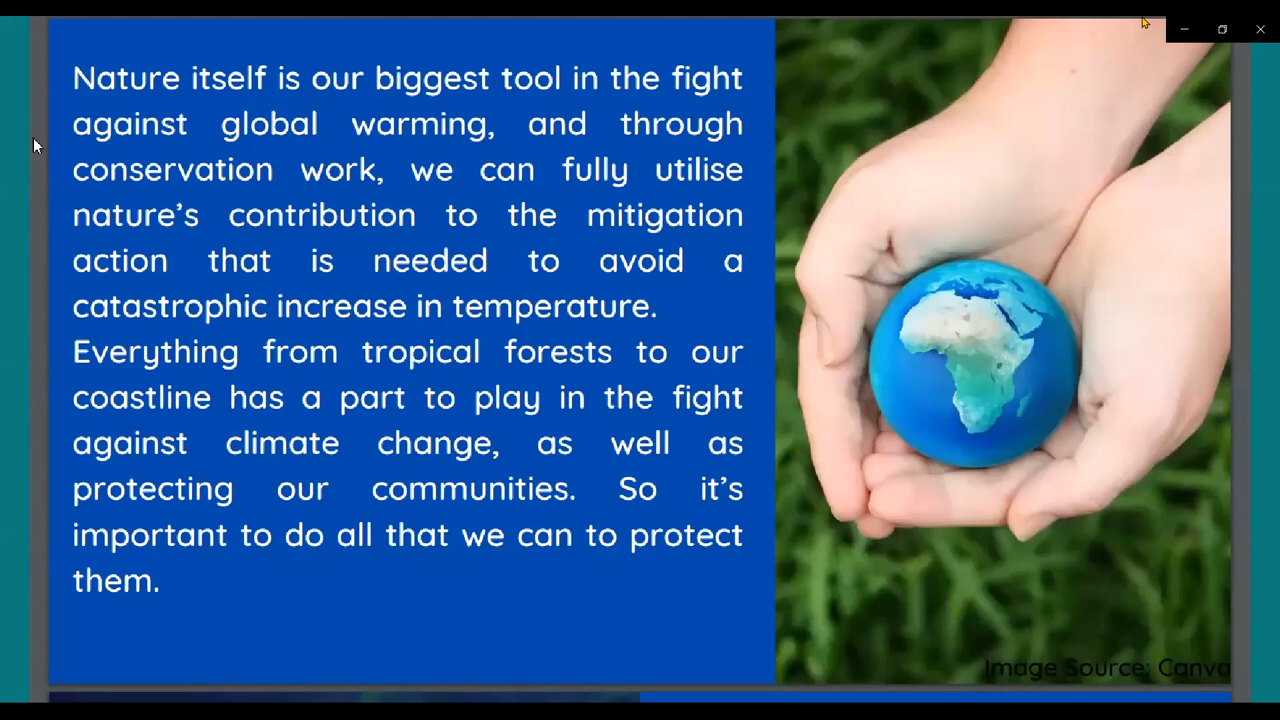 Nature itself is our biggest tool in the fight
against global warming, and through
conservation work, we can fully utilise
nature’s contribution to the mitigation
action that is needed to avoid a
catastrophic increase in temperature.
Everything from tropical forests to our
coastline has a part to play in the fight
against climate change, as well as
protecting our communities. So it’s
important to do all that we can to protect
them.
Image Source: Canva